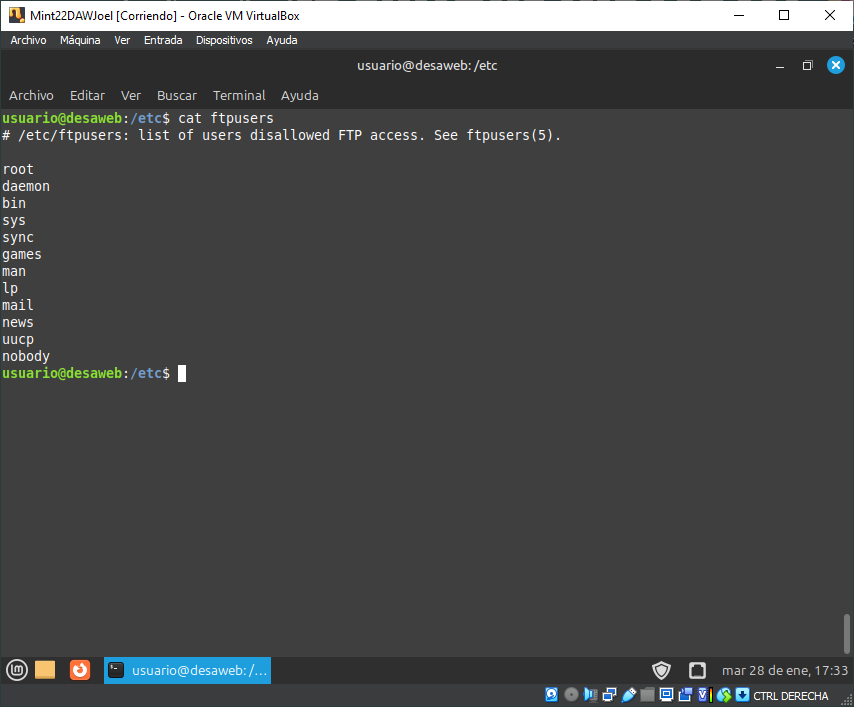 Mint22DAWJoel [Corriendo] - Oracle VM VirtualBox
Archivo Máquina Ver Entrada Dispositivos Ayuda
usuario@desaweb: /etc
Archivo Editar Ver Buscar Terminal Ayuda
usuario@desaweb:/etc$ cat ftpusers
# /etc/ftpusers: list of users disallowed FTP access. See ftpusers(5).
root
daemon
bin
sys
sync
games
man
lp
mail
news
uucp
nobody
usuario@desaweb:/etc$
usuario@desaweb: /...
mar 28 de ene, 17:33
CTRL DERECHA